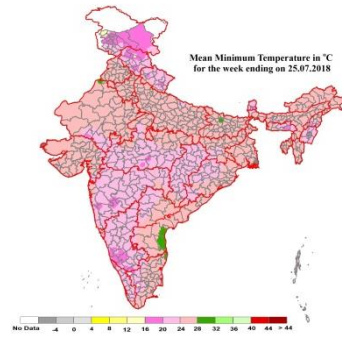 Mean Minimum Temperature in °C
for the week ending on 25.07.2018
No Data -4 0 4 8 12 16 20 24 28 32 36 40 44 > 44